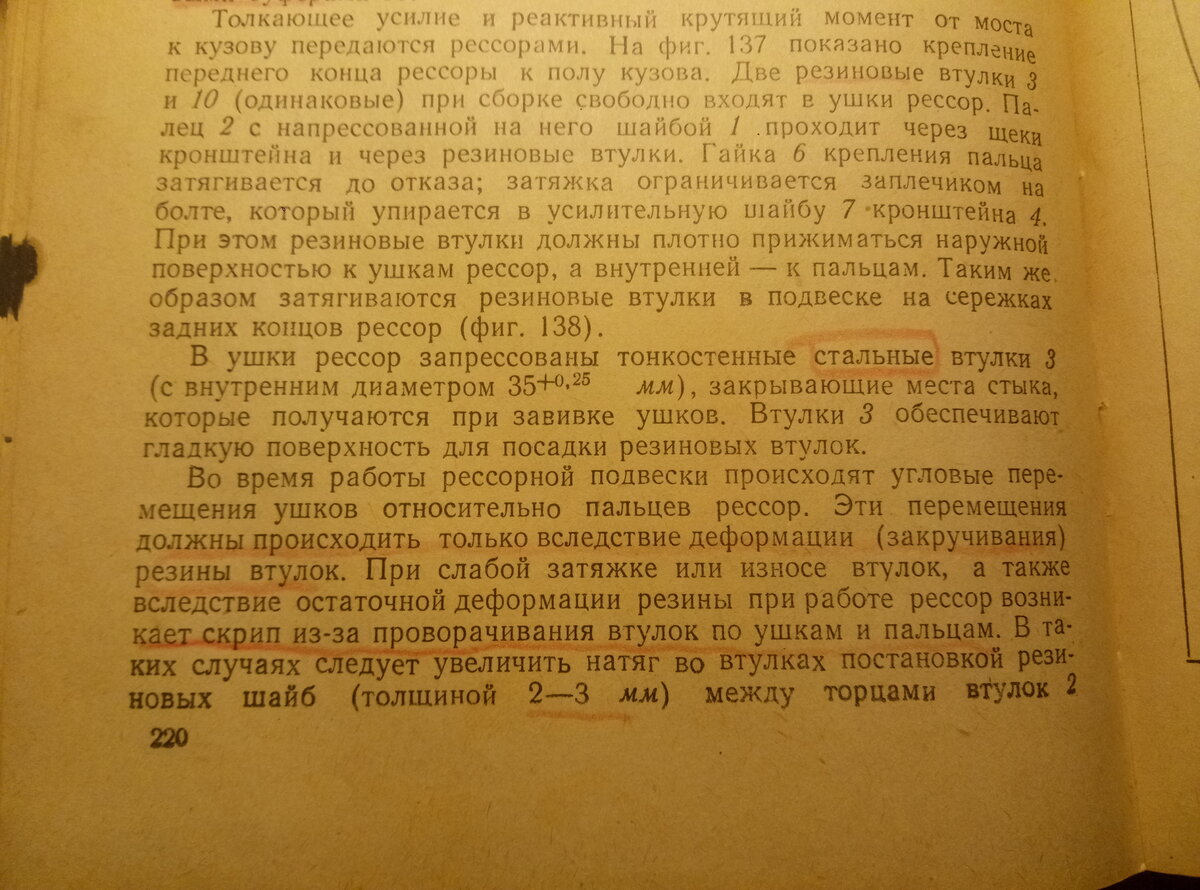 Толкающее усилие и реактивный крутящий момент от моста
к кузову передаются рессорами. На фиг. 137 показано крепление
переднего конца рессоры к полу кузова. Две резиновые втулки 3
и 10 (одинаковые) при сборке свободно входят в ушки рессор. Па-
лец 2 с напрессованной на него шайбой 1 проходит через щеки
кронштейна и через резиновые втулки. Гайка 6 крепления пальца
затягивается до отказа; затяжка ограничивается заплечиком на
болте, который упирается в усилительную шайбу 7 кронштейна 4.
При этом резиновые втулки должны плотно прижиматься наружной
поверхностью к ушкам рессор, а внутренней — к пальцам. Таким же
образом затягиваются резиновые втулки в подвеске на сережках
задних концов рессор (фиг. 138).
В ушки рессор запрессованы тонкостенные стальные втулки 3
(с внутренним диаметром 35+0,25 мм), закрывающие места стыка,
которые получаются при завивке ушков. Втулки 3 обеспечивают
гладкую поверхность для посадки резиновых втулок.
Во время работы рессорной подвески происходят угловые пере-
мещения ушков относительно пальцев рессор. Эти перемещения
должны происходить только вследствие деформации (закручивания)
резины втулок. При слабой затяжке или износе втулок, а также
вследствие остаточной деформации резины при работе рессор возни-
кает скрип из-за проворачивания втулок по ушкам и пальцам. В та-
ких случаях следует увеличить натяг во втулках постановкой рези-
новых шайб (толщиной 2—3 мм) между торцами втулок 2
220